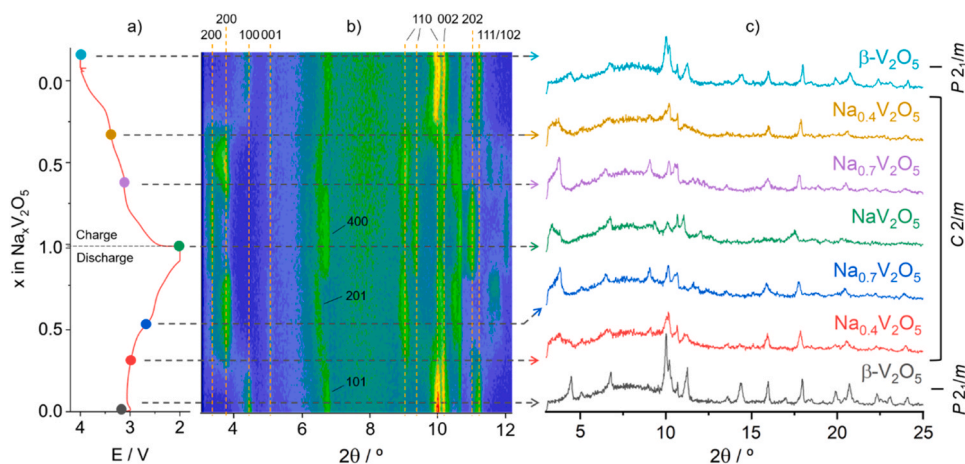 a)
b)
c)
200
200
100
001
110
002
202
111/102
0.0
0.5
1.0
0.5
0.0
x in NaₓV₂O₅
Charge
Discharge
4
3
2
E / V
400
201
101
4
6
8
10
12
2θ / º
β-V₂O₅
Na₀.₄V₂O₅
Na₀.₇V₂O₅
NaV₂O₅
Na₀.₇V₂O₅
Na₀.₄V₂O₅
β-V₂O₅
P 2₁/m
C 2/m
P 2₁/m
5
10
15
20
25
2θ / º